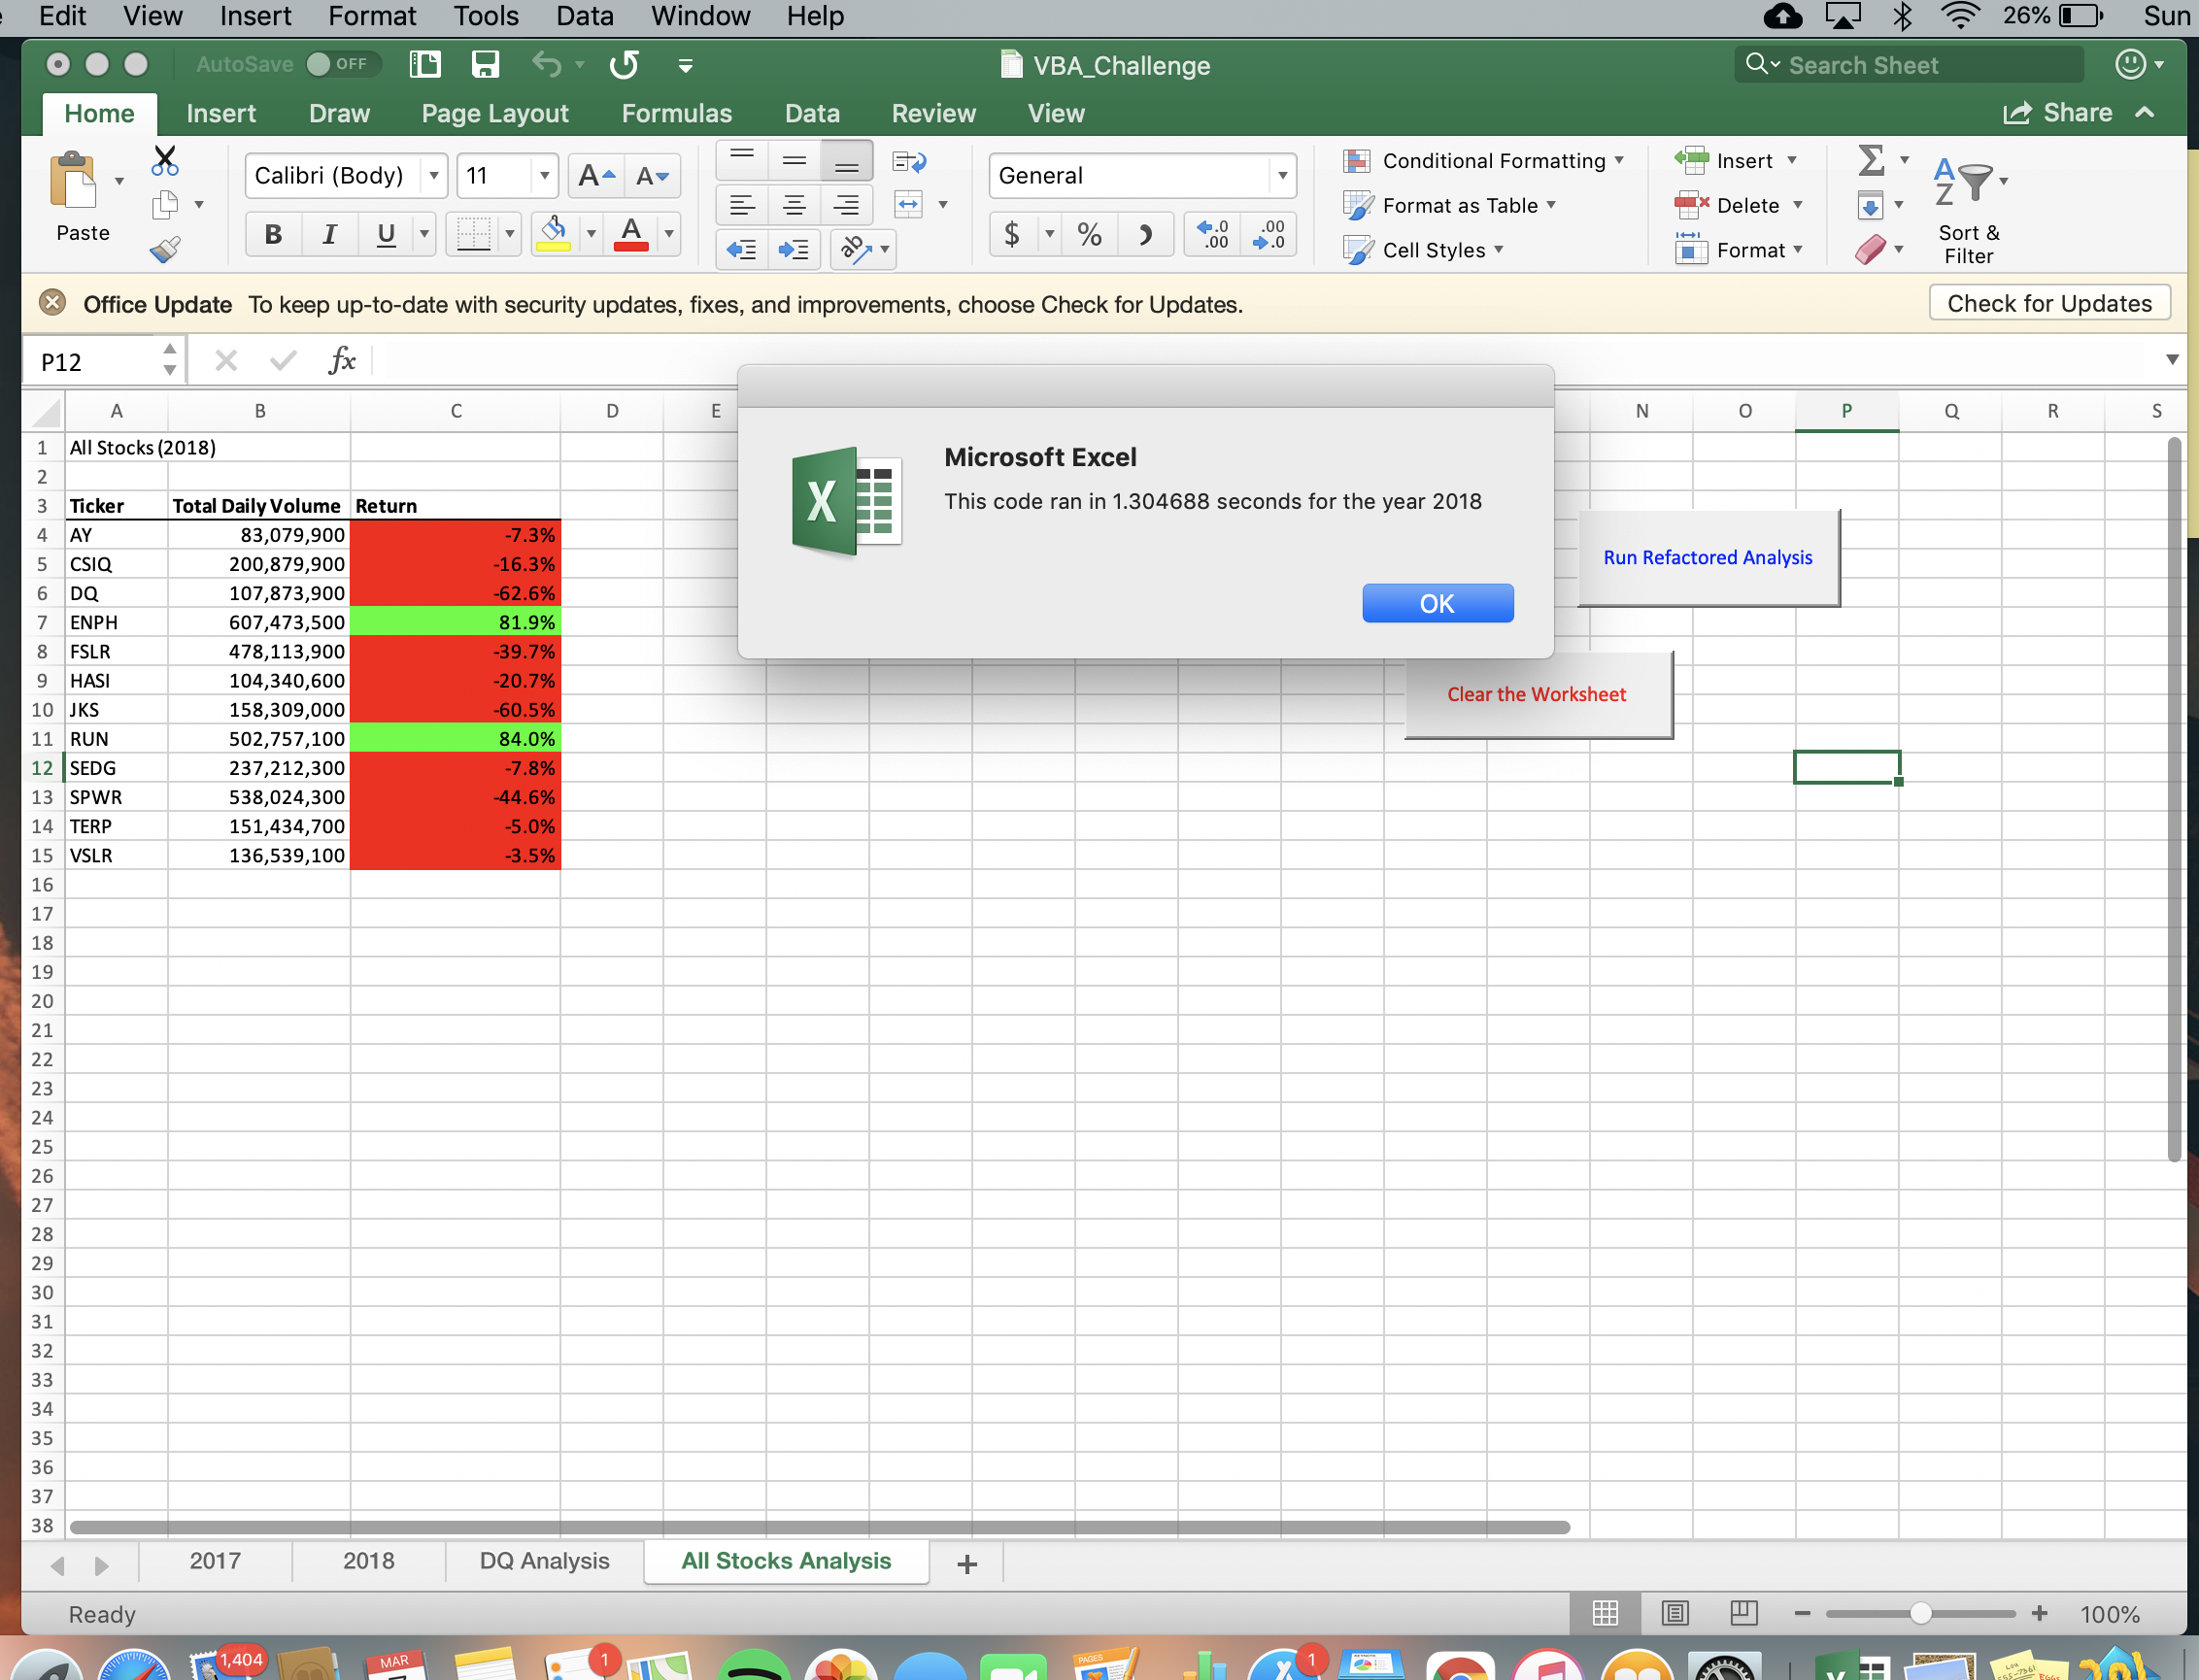 Edit View Insert Format Tools Data Window Help 26% Sun
AutoSave OFF VBA_Challenge Search Sheet
Home Insert Draw Page Layout Formulas Data Review View Share
Paste
Calibri (Body) 11 A A
B I U A
General
$ % .0 .00 .00 .0
Conditional Formatting
Format as Table
Cell Styles
Insert
Delete
Format
A Z
Sort &
Filter
Office Update To keep up-to-date with security updates, fixes, and improvements, choose Check for Updates. Check for Updates
P12 fx
A B C D E N O P Q R S
1 All Stocks (2018)
2
3 Ticker Total Daily Volume Return
4 AY 83,079,900 -7.3%
5 CSIQ 200,879,900 -16.3%
6 DQ 107,873,900 -62.6%
7 ENPH 607,473,500 81.9%
8 FSLR 478,113,900 -39.7%
9 HASI 104,340,600 -20.7%
10 JKS 158,309,000 -60.5%
11 RUN 502,757,100 84.0%
12 SEDG 237,212,300 -7.8%
13 SPWR 538,024,300 -44.6%
14 TERP 151,434,700 -5.0%
15 VSLR 136,539,100 -3.5%
16
17
18
19
20
21
22
23
24
25
26
27
28
29
30
31
32
33
34
35
36
37
38
Microsoft Excel
This code ran in 1.304688 seconds for the year 2018
OK
Run Refactored Analysis
Clear the Worksheet
2017 2018 DQ Analysis All Stocks Analysis +
Ready 100%
1,404 MAR 1 PAGES 1